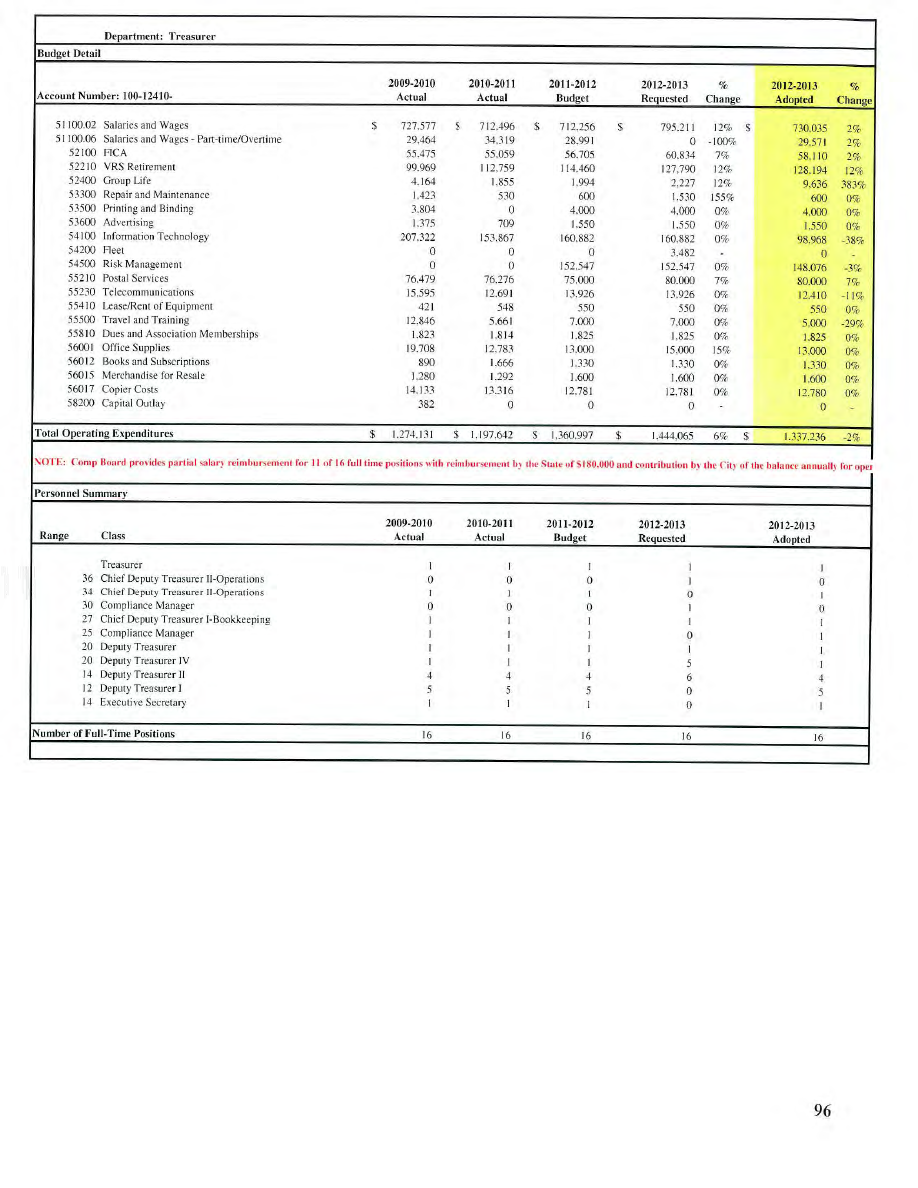 Department: Treasurer
Budget Detail
2009-2010 2010-2011 2011-2012 2012-2013 % 2012-2013 %
Account Number: 100-12410- Actual Actual Budget Requested Change Adopted Change
51100.02 Salaries and Wages $ 727,577 $ 712,496 $ 712,256 $ 795,211 12% $ 730,035 2%
51100.06 Salaries and Wages - Part-time/Overtime 29,464 34,319 28,991 0 -100% 29,571 2%
52100 FICA 55,475 55,059 56,705 60,834 7% 58,110 2%
52210 VRS Retirement 99,969 112,759 114,460 127,790 12% 128,194 12%
52400 Group Life 4,164 1,855 1,994 2,227 12% 9,636 383%
53300 Repair and Maintenance 1,423 530 600 1,530 155% 600 0%
53500 Printing and Binding 3,804 0 4,000 4,000 0% 4,000 0%
53600 Advertising 1,375 709 1,550 1,550 0% 1,550 0%
54100 Information Technology 207,322 153,867 160,882 160,882 0% 98,968 -38%
54200 Fleet 0 0 0 3,482 - 0 -
54500 Risk Management 0 0 152,547 152,547 0% 148,076 -3%
55210 Postal Services 76,479 76,276 75,000 80,000 7% 80,000 7%
55230 Telecommunications 15,595 12,691 13,926 13,926 0% 12,410 -11%
55410 Lease/Rent of Equipment 421 548 550 550 0% 550 0%
55500 Travel and Training 12,846 5,661 7,000 7,000 0% 5,000 -29%
55810 Dues and Association Memberships 1,823 1,814 1,825 1,825 0% 1,825 0%
56001 Office Supplies 19,708 12,783 13,000 15,000 15% 13,000 0%
56012 Books and Subscriptions 890 1,666 1,330 1,330 0% 1,330 0%
56015 Merchandise for Resale 1,280 1,292 1,600 1,600 0% 1,600 0%
56017 Copier Costs 14,133 13,316 12,781 12,781 0% 12,780 0%
58200 Capital Outlay 382 0 0 0 - 0 -
Total Operating Expenditures $ 1,274,131 $ 1,197,642 $ 1,360,997 $ 1,444,065 6% $ 1,337,236 -2%
NOTE: Comp Board provides partial salary reimbursement for 11 of 16 full time positions with reimbursement by the State of $180,000 and contribution by the City of the balance annually for oper
Personnel Summary
2009-2010 2010-2011 2011-2012 2012-2013 2012-2013
Range Class Actual Actual Budget Requested Adopted
Treasurer 1 1 1 1 1
36 Chief Deputy Treasurer II-Operations 0 0 0 1 0
34 Chief Deputy Treasurer II-Operations 1 1 1 0 1
30 Compliance Manager 0 0 0 1 0
27 Chief Deputy Treasurer I-Bookkeeping 1 1 1 1 1
25 Compliance Manager 1 1 1 0 1
20 Deputy Treasurer 1 1 1 1 1
20 Deputy Treasurer IV 1 1 1 5 1
14 Deputy Treasurer II 4 4 4 6 4
12 Deputy Treasurer I 5 5 5 0 5
14 Executive Secretary 1 1 1 0 1
Number of Full-Time Positions 16 16 16 16 16
96